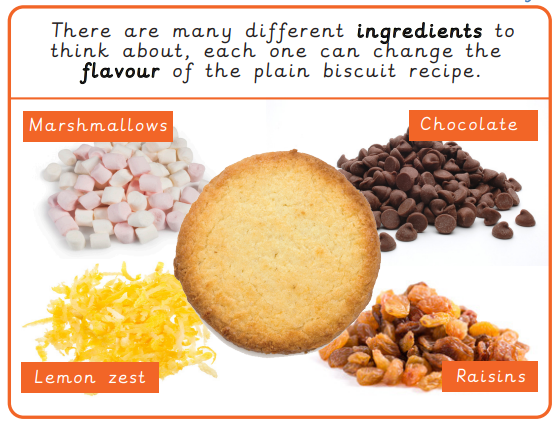 There are many different ingredients to
think about, each one can change the
flavour of the plain biscuit recipe.
Marshmallows
Chocolate
Lemon zest
Raisins